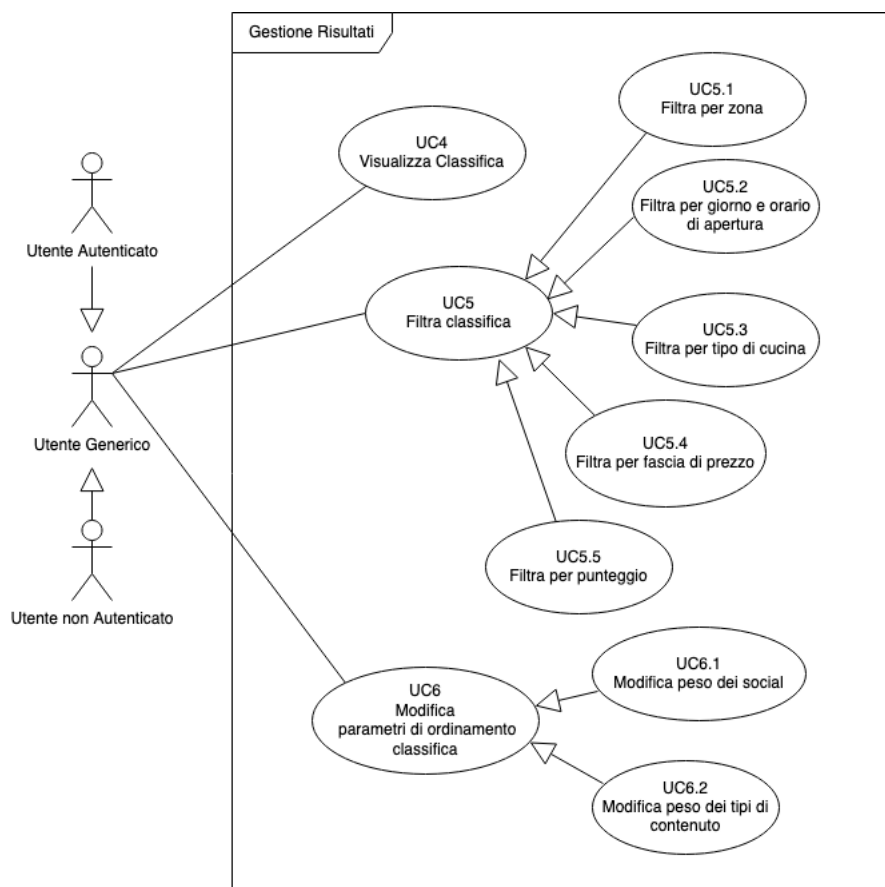 Gestione Risultati
UC5.1
Filtra per zona
UC4
Visualizza Classifica
UC5.2
Filtra per giorno e orario
di apertura
Utente Autenticato
UC5
Filtra classifica
UC5.3
Filtra per tipo di cucina
Utente Generico
UC5.4
Filtra per fascia di prezzo
UC5.5
Filtra per punteggio
Utente non Autenticato
UC6.1
Modifica peso dei social
UC6
Modifica
parametri di ordinamento
classifica
UC6.2
Modifica peso dei tipi di
contenuto